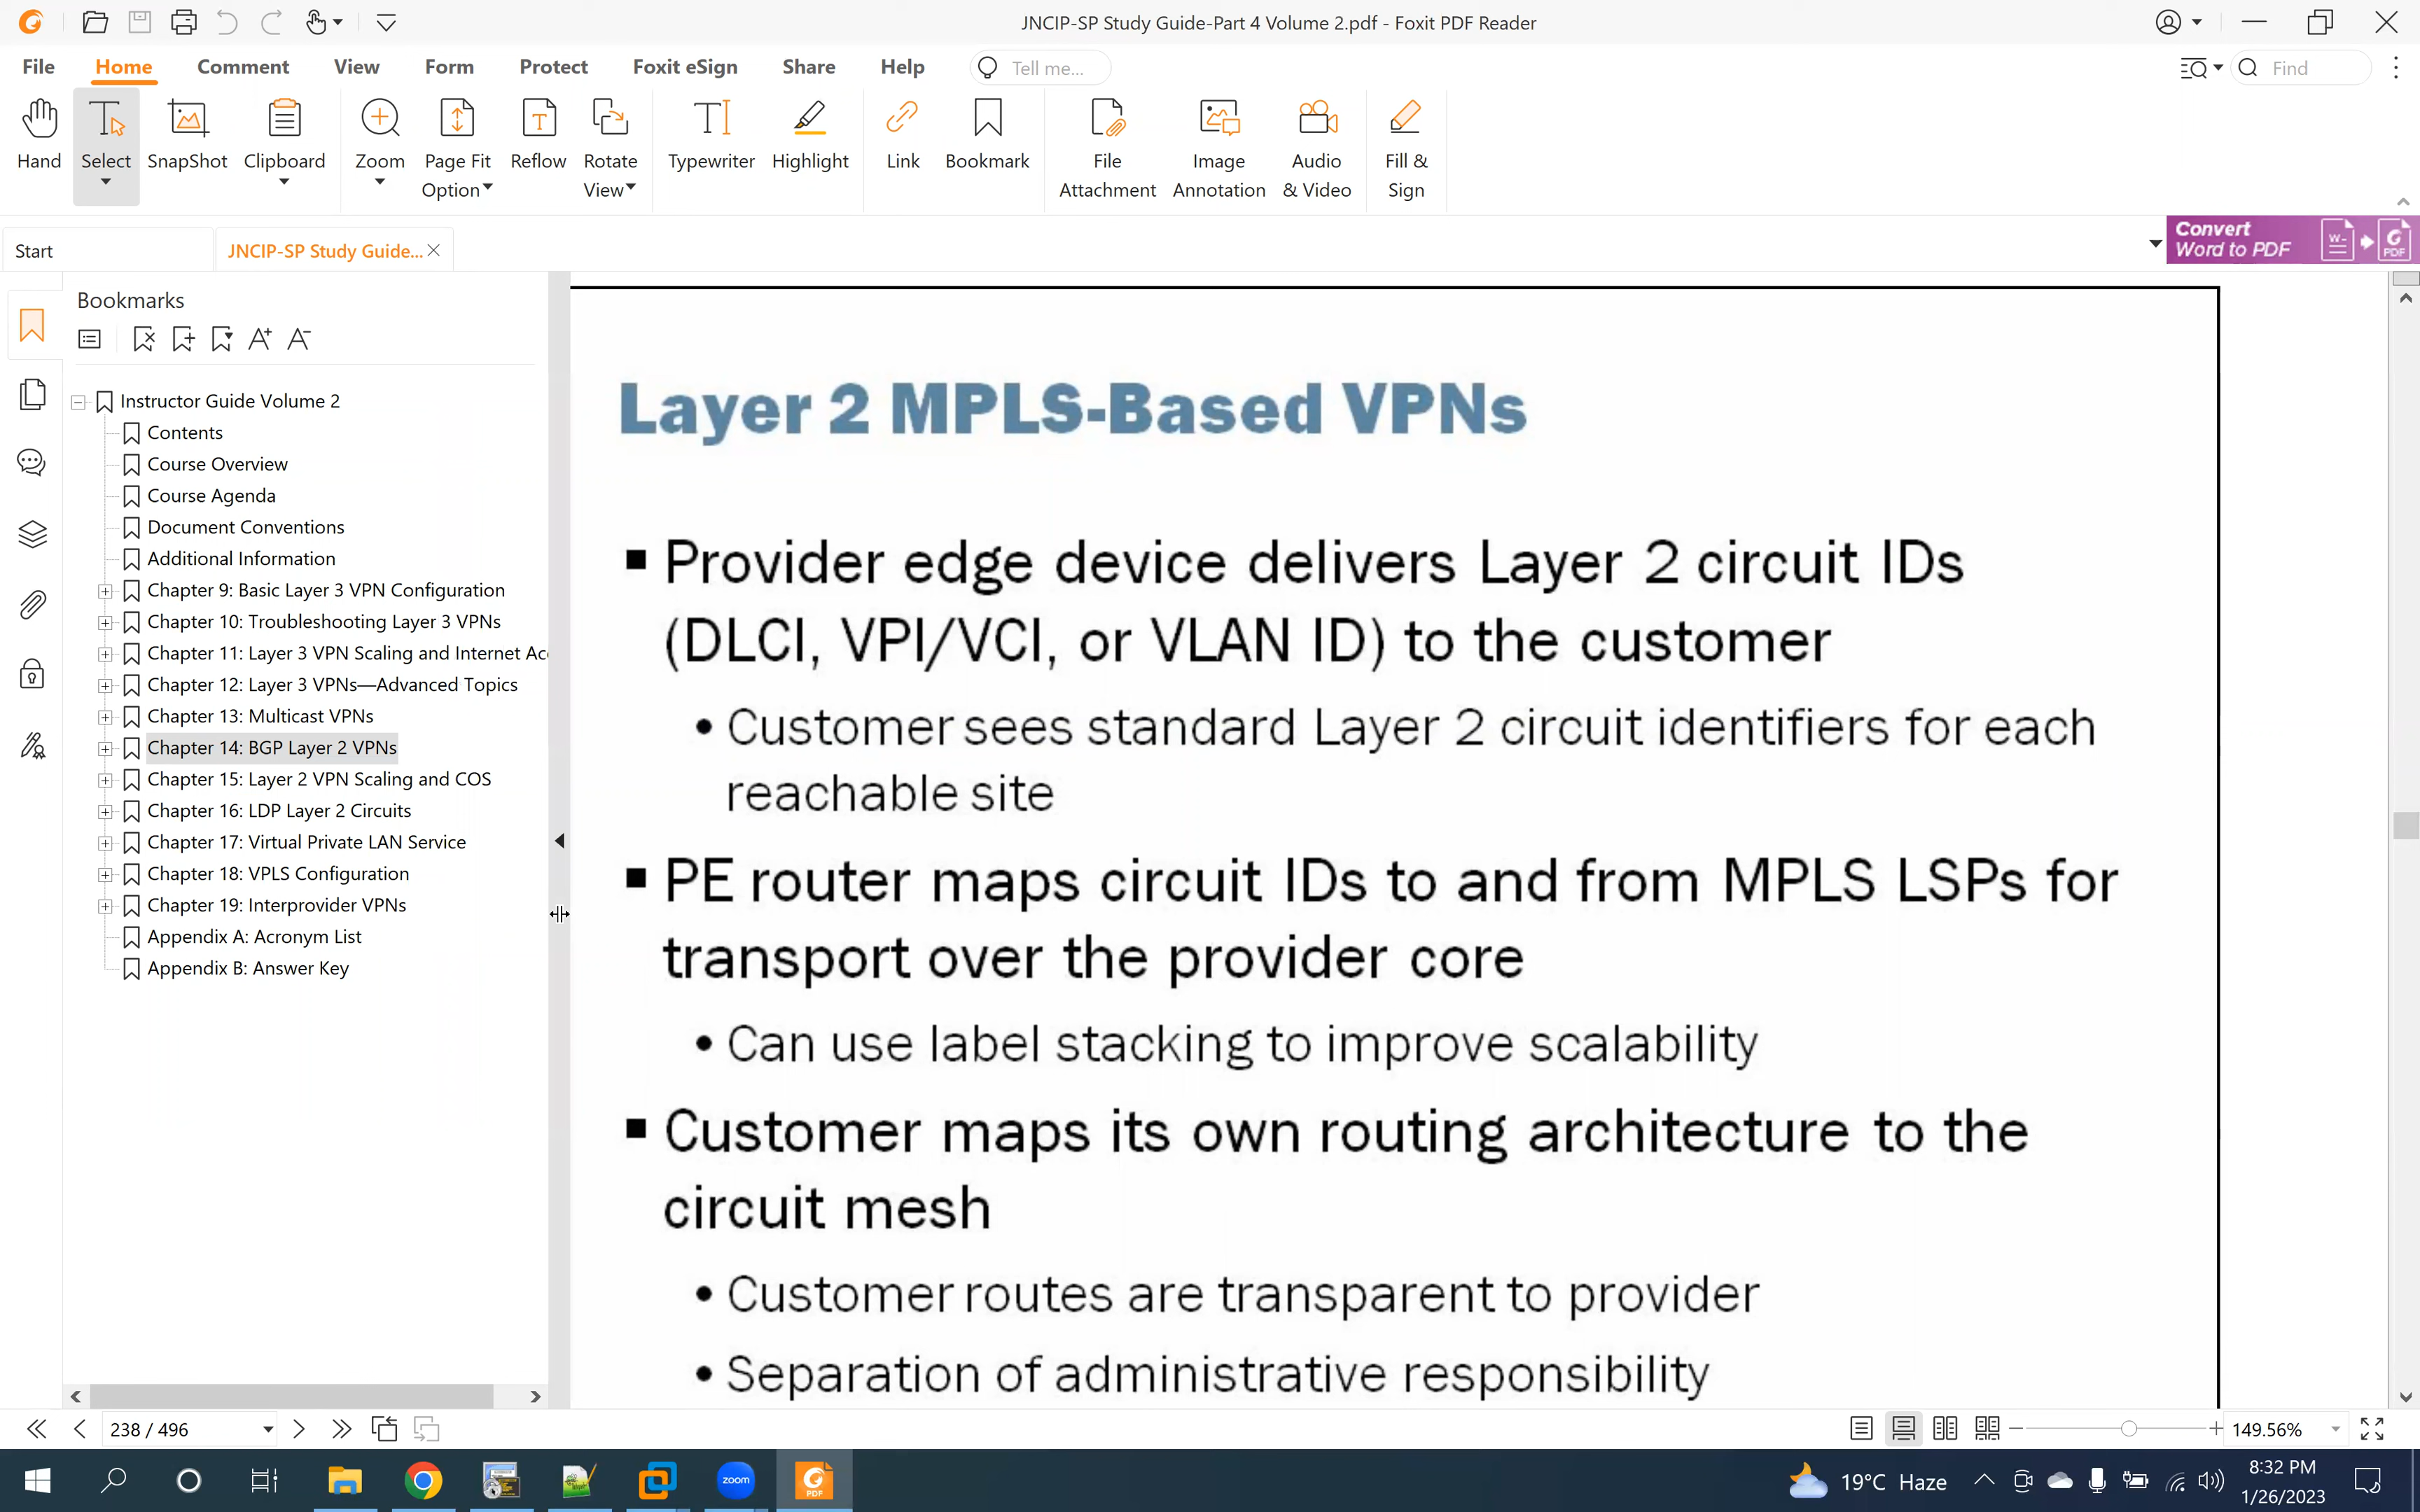 JNCIP-SP Study Guide-Part 4 Volume 2.pdf - Foxit PDF Reader
File Home Comment View Form Protect Foxit eSign Share Help Tell me... Find
Hand Select SnapShot Clipboard Zoom Page Fit Option Reflow Rotate View Typewriter Highlight Link Bookmark File Attachment Image Annotation Audio & Video Fill & Sign
Start JNCIP-SP Study Guide...
Convert
Word to PDF
Bookmarks
Instructor Guide Volume 2
Contents
Course Overview
Course Agenda
Document Conventions
Additional Information
Chapter 9: Basic Layer 3 VPN Configuration
Chapter 10: Troubleshooting Layer 3 VPNs
Chapter 11: Layer 3 VPN Scaling and Internet Ac
Chapter 12: Layer 3 VPNs—Advanced Topics
Chapter 13: Multicast VPNs
Chapter 14: BGP Layer 2 VPNs
Chapter 15: Layer 2 VPN Scaling and COS
Chapter 16: LDP Layer 2 Circuits
Chapter 17: Virtual Private LAN Service
Chapter 18: VPLS Configuration
Chapter 19: Interprovider VPNs
Appendix A: Acronym List
Appendix B: Answer Key
Layer 2 MPLS-Based VPNs
■ Provider edge device delivers Layer 2 circuit IDs
(DLCI, VPI/VCI, or VLAN ID) to the customer
• Customer sees standard Layer 2 circuit identifiers for each
reachable site
■ PE router maps circuit IDs to and from MPLS LSPs for
transport over the provider core
• Can use label stacking to improve scalability
■ Customer maps its own routing architecture to the
circuit mesh
• Customer routes are transparent to provider
• Separation of administrative responsibility
238 / 496
149.56%
zoom
PDF
19°C Haze
8:32 PM
1/26/2023